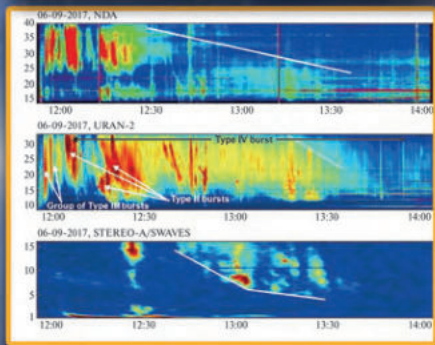 06-09-2017, NDA
40
35
30
25
20
15
12:00 12:30 13:00 13:30 14:00
06-09-2017, URAN-2
Type IV burst
30
25
20
15
10
Type II bursts
Group of Type III bursts
12:00 12:30 13:00 13:30 14:00
06-09-2017, STEREO-A/SWAVES
15
10
5
1
12:00 12:30 13:00 13:30 14:00